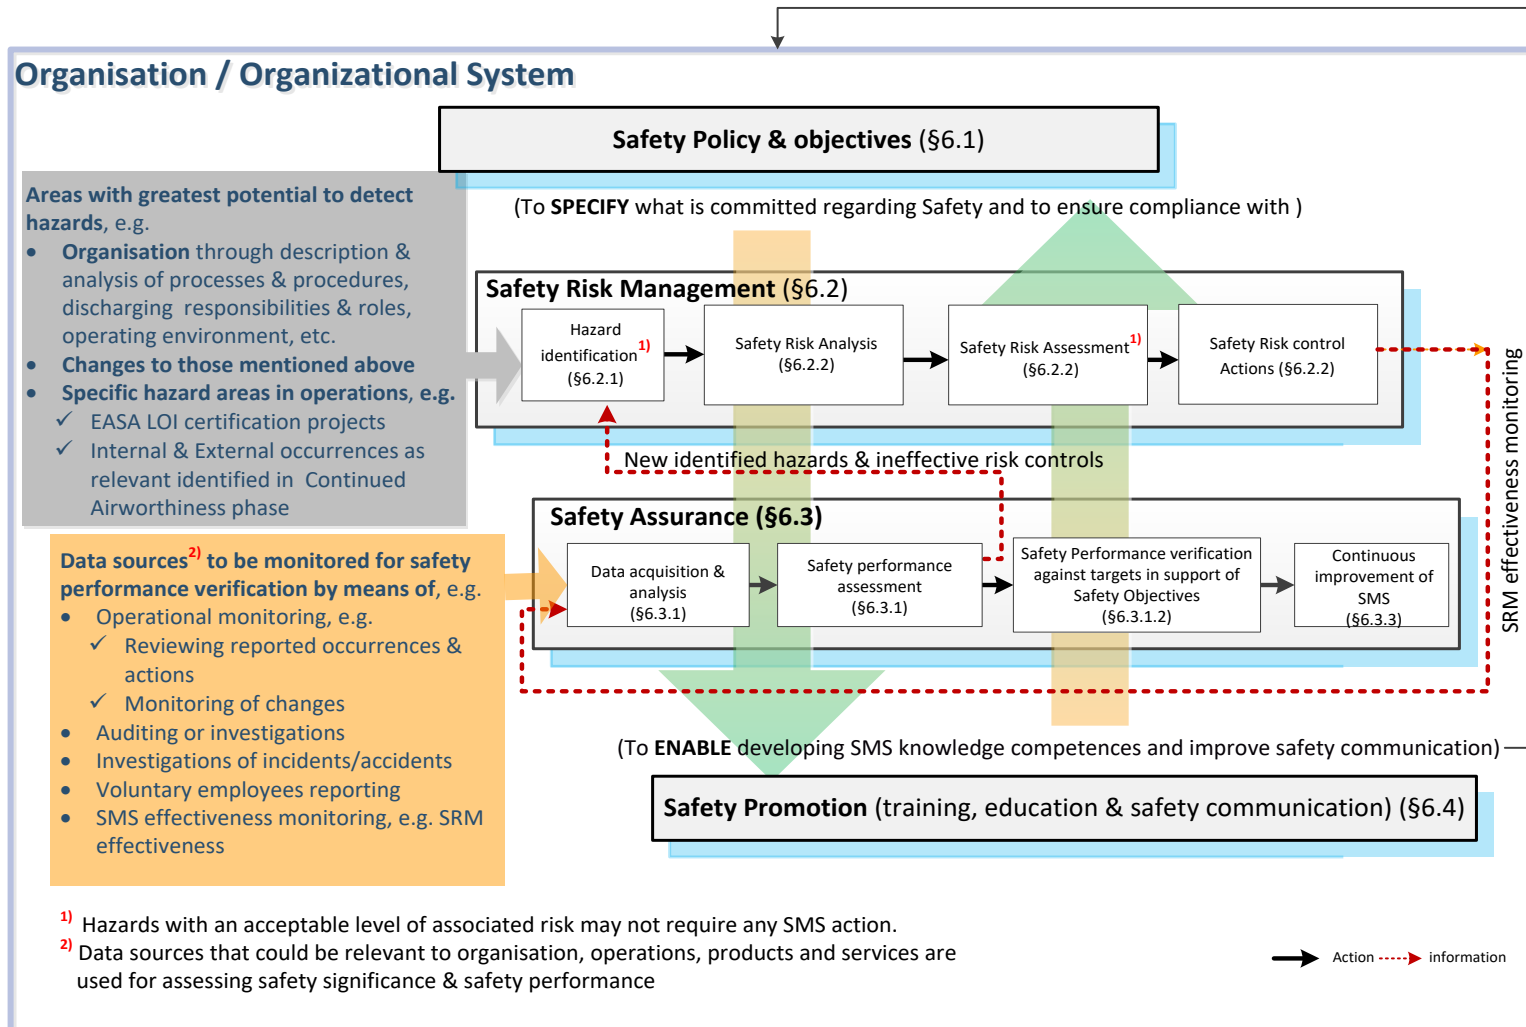 Organisation / Organizational System
Safety Policy & objectives (§6.1)
(To SPECIFY what is committed regarding Safety and to ensure compliance with )
Areas with greatest potential to detect
hazards, e.g.
• Organisation through description &
analysis of processes & procedures,
discharging responsibilities & roles,
operating environment, etc.
• Changes to those mentioned above
• Specific hazard areas in operations, e.g.
✓ EASA LOI certification projects
✓ Internal & External occurrences as
relevant identified in Continued
Airworthiness phase
Safety Risk Management (§6.2)
Hazard
identification1)
(§6.2.1)
Safety Risk Analysis
(§6.2.2)
Safety Risk Assessment1)
(§6.2.2)
Safety Risk control
Actions (§6.2.2)
SRM effectiveness monitoring
New identified hazards & ineffective risk controls
Safety Assurance (§6.3)
Data acquisition &
analysis
(§6.3.1)
Safety performance
assessment
(§6.3.1)
Safety Performance verification
against targets in support of
Safety Objectives
(§6.3.1.2)
Continuous
improvement of
SMS
(§6.3.3)
Data sources2) to be monitored for safety
performance verification by means of, e.g.
• Operational monitoring, e.g.
✓ Reviewing reported occurrences &
actions
✓ Monitoring of changes
• Auditing or investigations
• Investigations of incidents/accidents
• Voluntary employees reporting
• SMS effectiveness monitoring, e.g. SRM
effectiveness
(To ENABLE developing SMS knowledge competences and improve safety communication)
Safety Promotion (training, education & safety communication) (§6.4)
1) Hazards with an acceptable level of associated risk may not require any SMS action.
2) Data sources that could be relevant to organisation, operations, products and services are
used for assessing safety significance & safety performance
Action
information